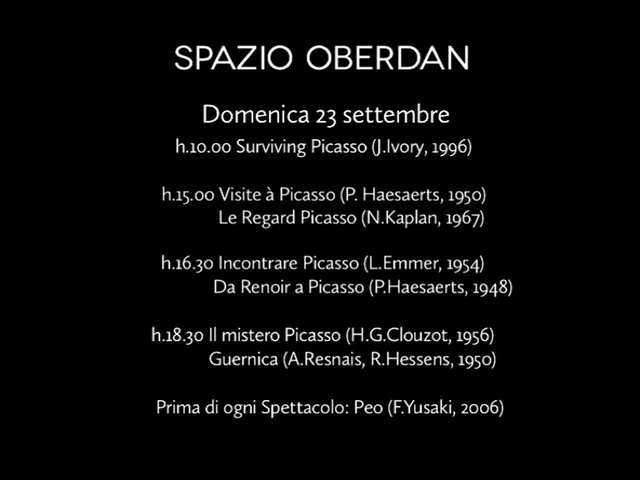 SPAZIO OBERDAN
Domenica 23 settembre
h.10.00 Surviving Picasso (J.Ivory, 1996)
h.15.00 Visite à Picasso (P. Haesaerts, 1950)
Le Regard Picasso (N.Kaplan, 1967)
h.16.30 Incontrare Picasso (L.Emmer, 1954)
Da Renoir a Picasso (P.Haesaerts, 1948)
h.18.30 Il mistero Picasso (H.G.Clouzot, 1956)
Guernica (A.Resnais, R.Hessens, 1950)
Prima di ogni Spettacolo: Peo (F.Yusaki, 2006)